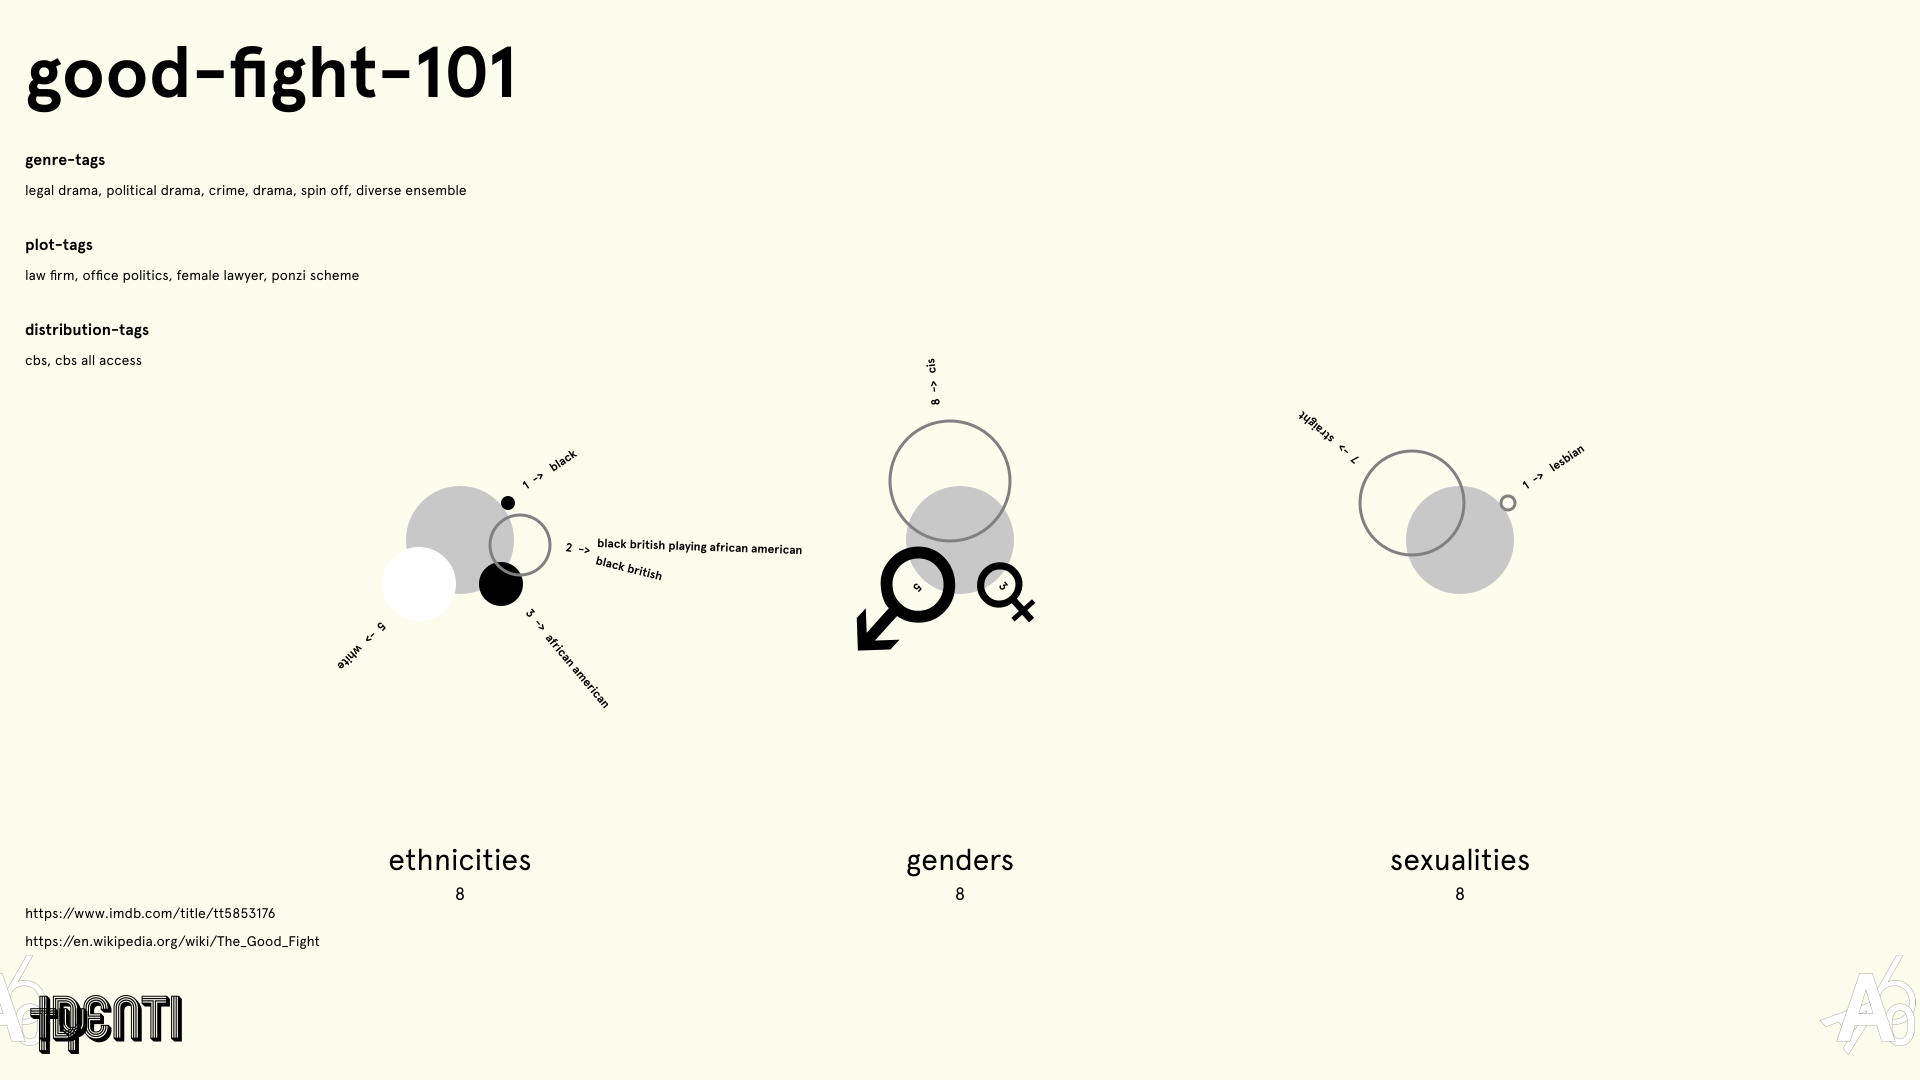 good-fight-101
genre-tags
legal drama, political drama, crime, drama, spin off, diverse ensemble
plot-tags
law firm, office politics, female lawyer, ponzi scheme
distribution-tags
cbs, cbs all access
1 -> black
2 -> black british playing african american
black british
3 -> african american
5 -> white
8 -> cis
5
3
7 -> straight
1 -> lesbian
ethnicities
8
genders
8
sexualities
8
https://www.imdb.com/title/tt5853176
https://en.wikipedia.org/wiki/The_Good_Fight
IDENTI